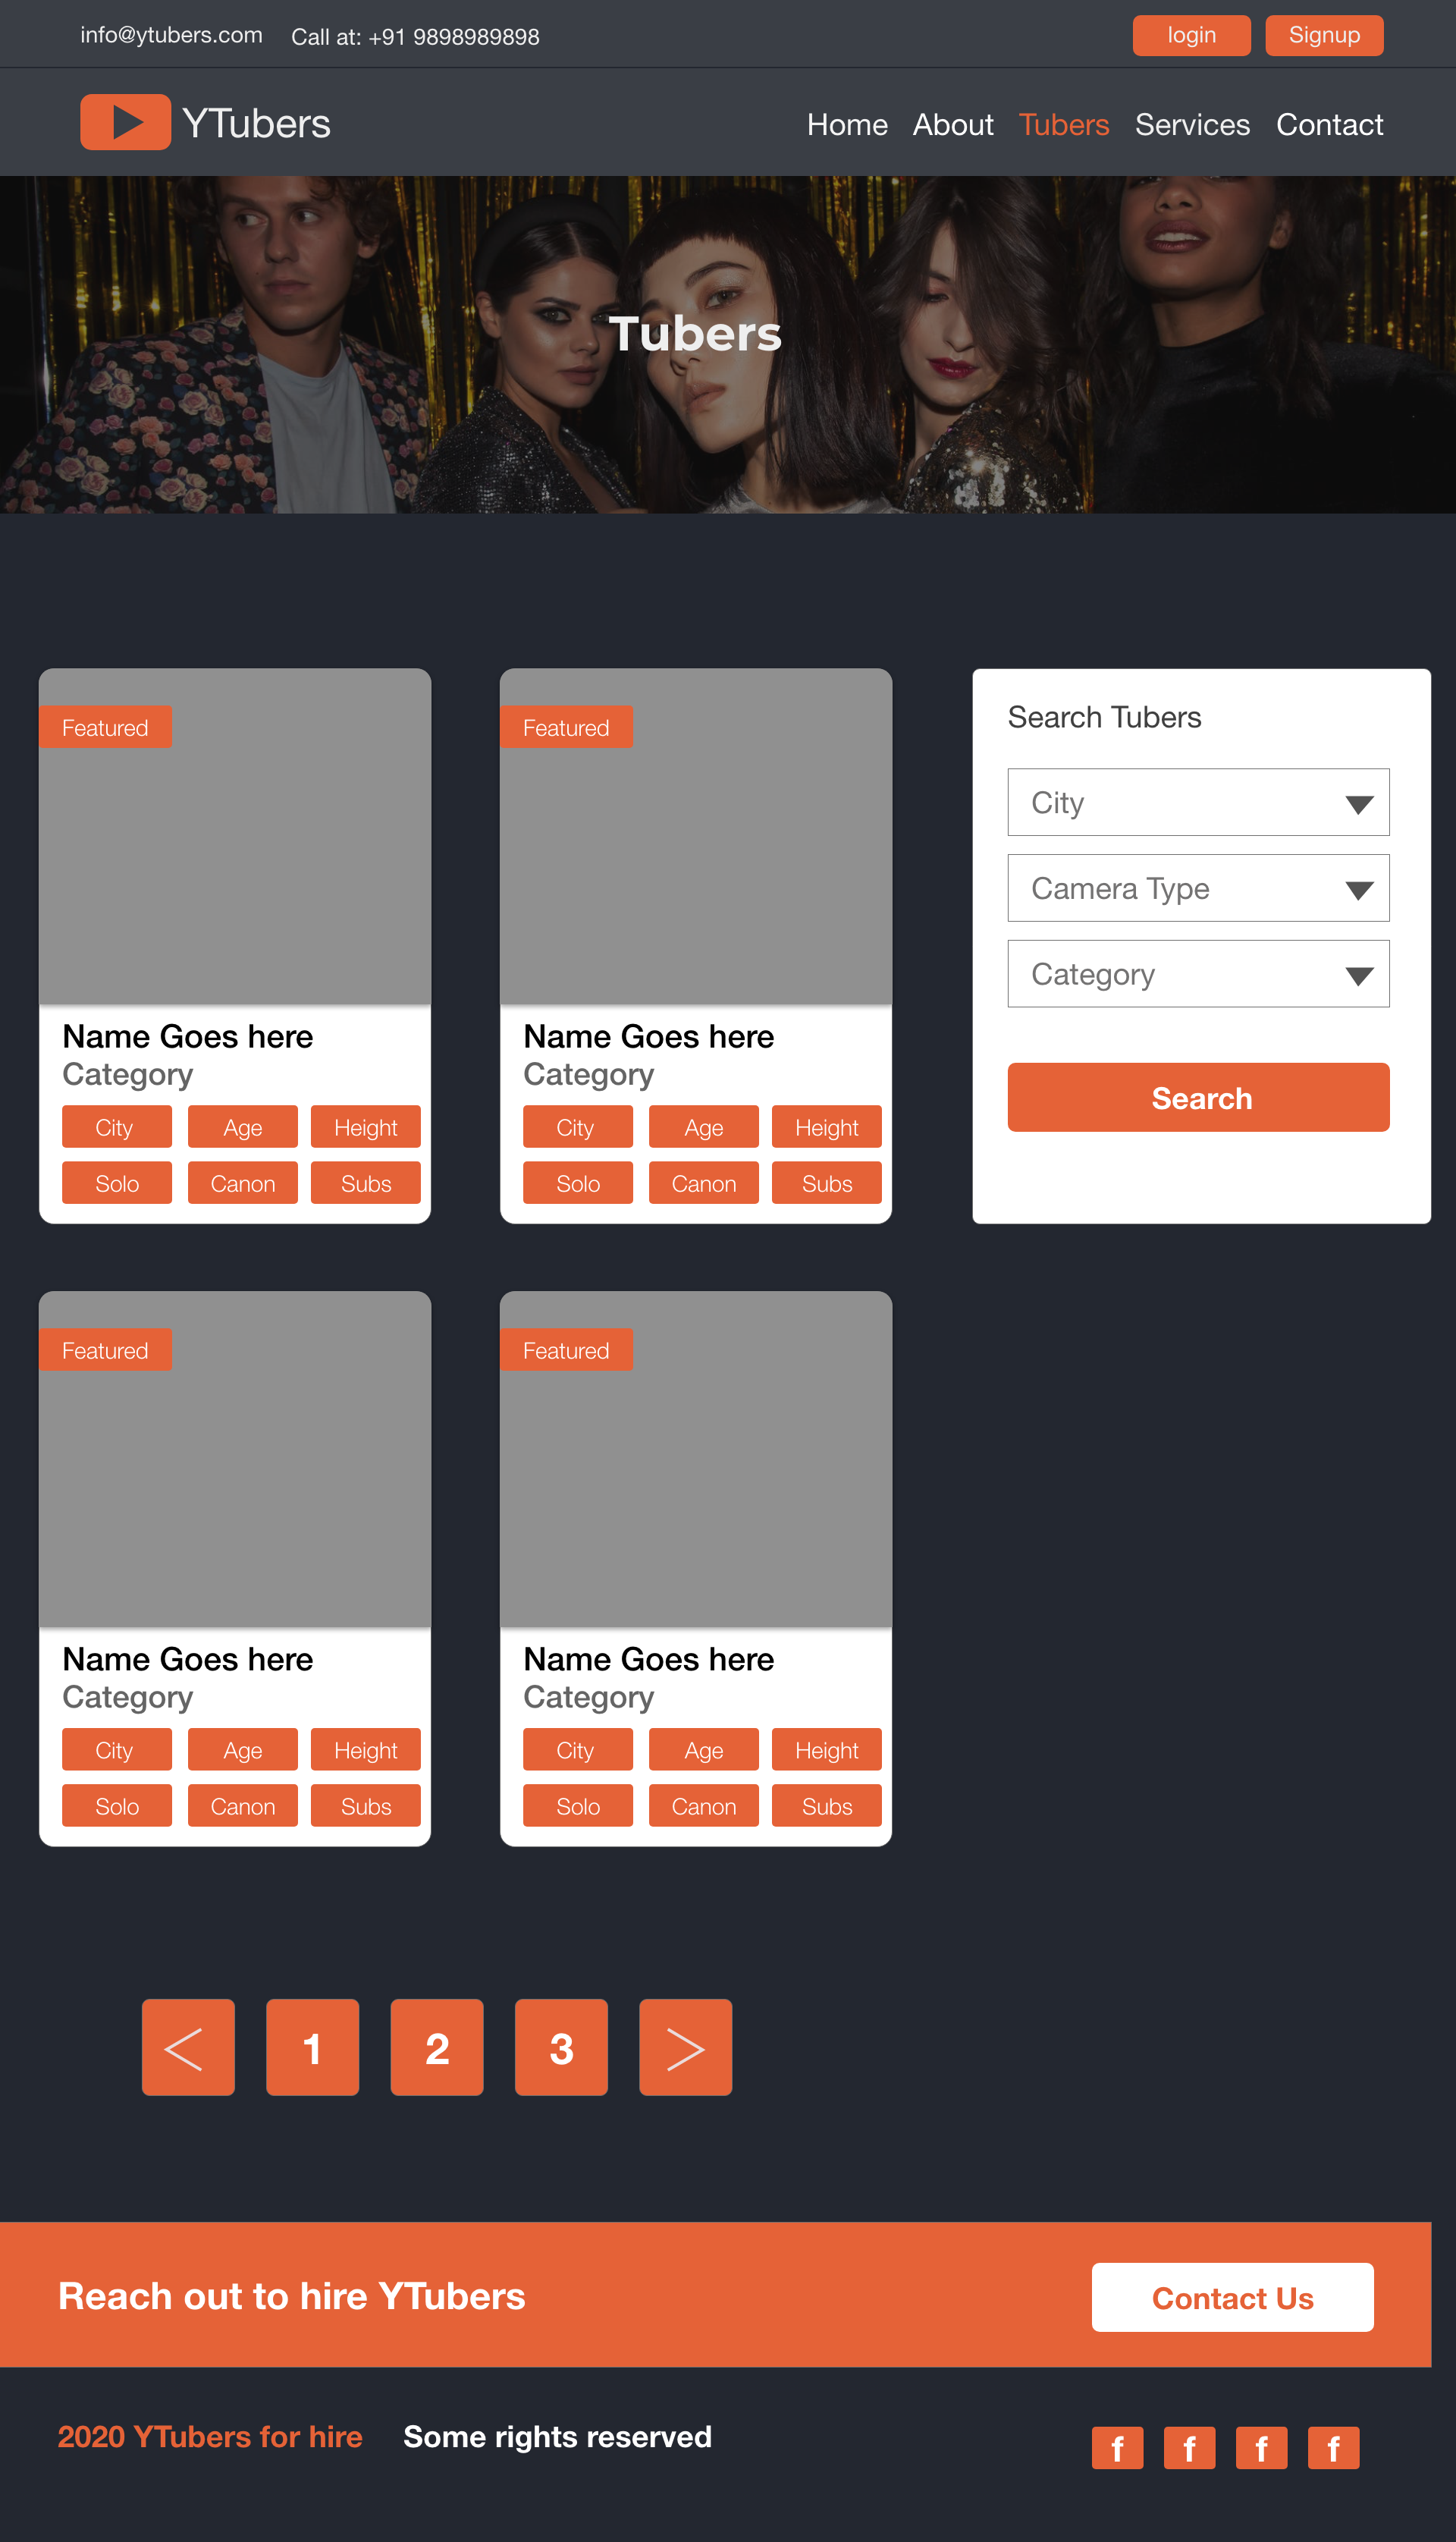 info@ytubers.com Call at: +91 9898989898 login Signup
YTubers Home About Tubers Services Contact
Tubers
Featured
Name Goes here
Category
City Age Height
Solo Canon Subs
Featured
Name Goes here
Category
City Age Height
Solo Canon Subs
Search Tubers
City
Camera Type
Category
Search
Featured
Name Goes here
Category
City Age Height
Solo Canon Subs
Featured
Name Goes here
Category
City Age Height
Solo Canon Subs
< 1 2 3 >
Reach out to hire YTubers Contact Us
2020 YTubers for hire Some rights reserved f f f f